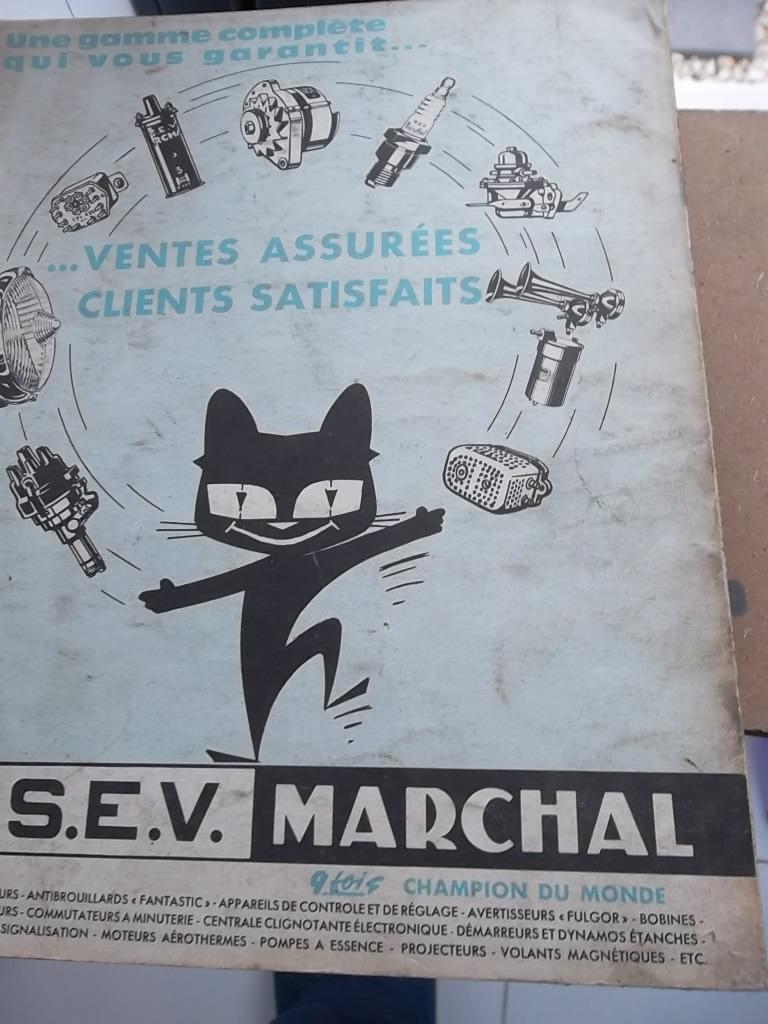 Une gamme complète
qui vous garantit...
...VENTES ASSURÉES
CLIENTS SATISFAITS
S.E.V. MARCHAL
9 fois CHAMPION DU MONDE
URS - ANTIBROUILLARDS « FANTASTIC » - APPAREILS DE CONTROLE ET DE RÉGLAGE - AVERTISSEURS « FULGOR » - BOBINES -
URS - COMMUTATEURS A MINUTERIE - CENTRALE CLIGNOTANTE ÉLECTRONIQUE - DÉMARREURS ET DYNAMOS ÉTANCHES -
SIGNALISATION - MOTEURS AÉROTHERMES - POMPES A ESSENCE - PROJECTEURS - VOLANTS MAGNÉTIQUES - ETC.